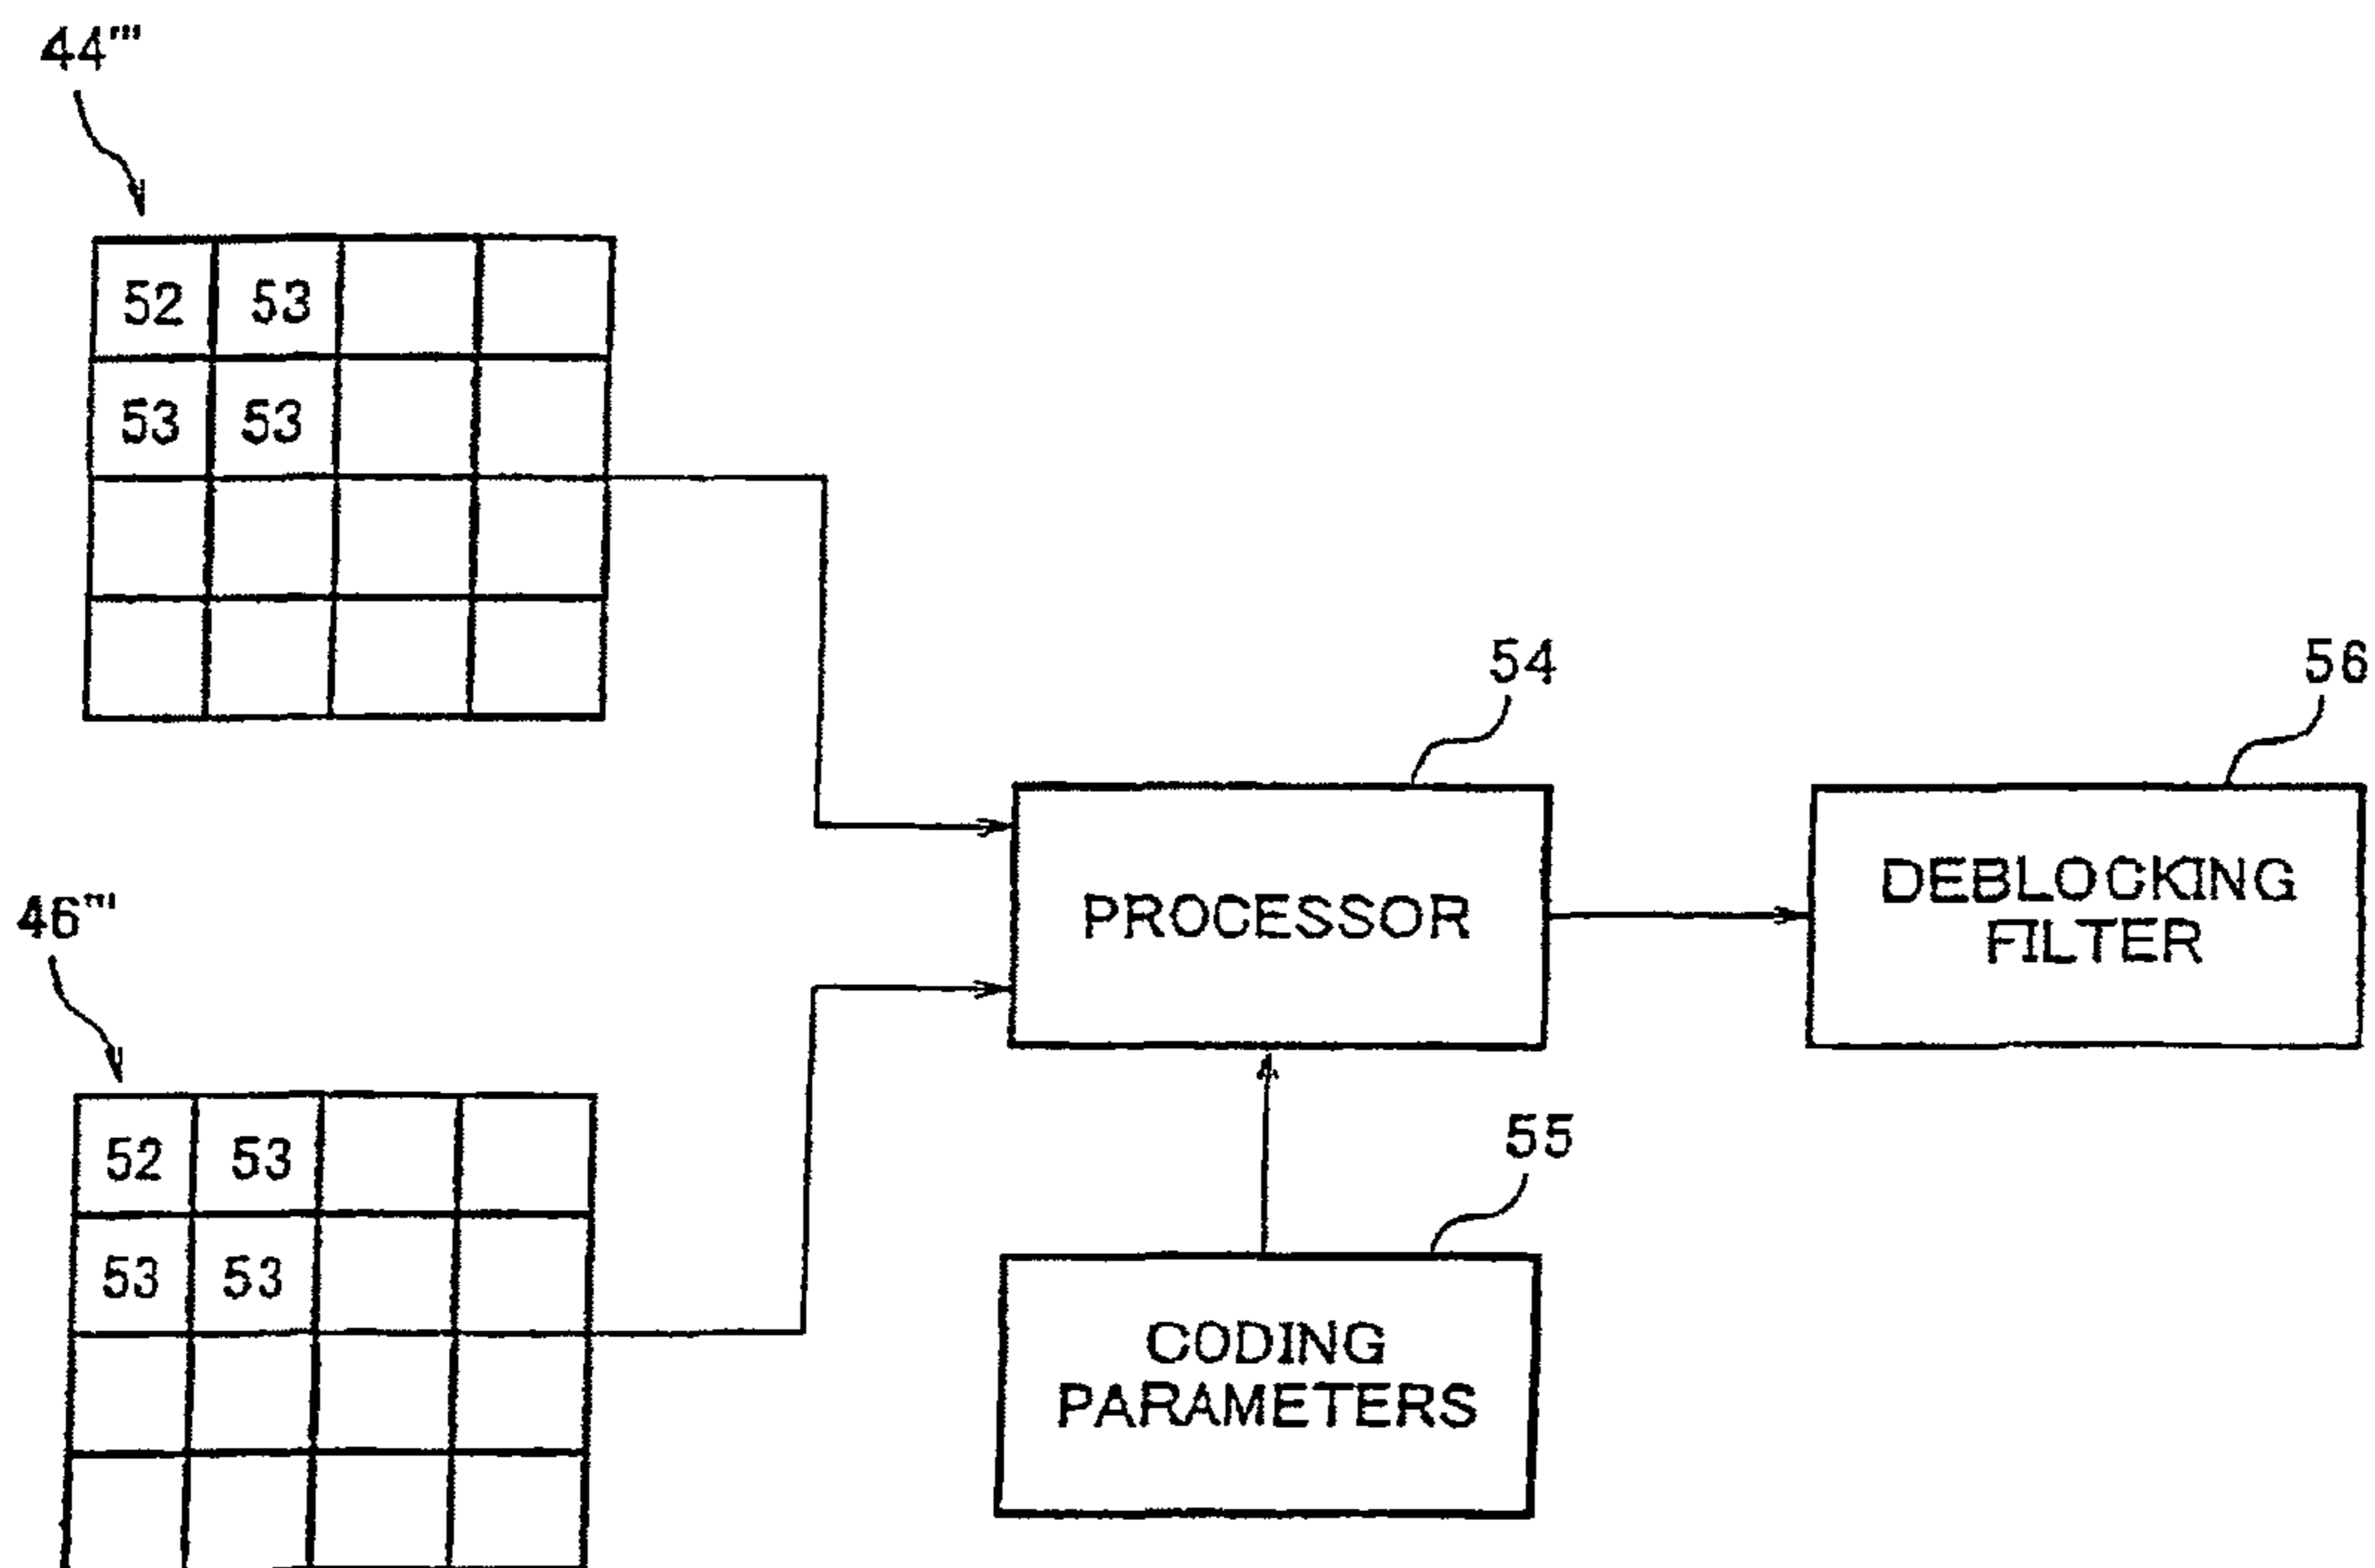 44'''
52 53
53 53
54
56
PROCESSOR
DEBLOCKING
FILTER
46'''
52 53
53 53
55
CODING
PARAMETERS